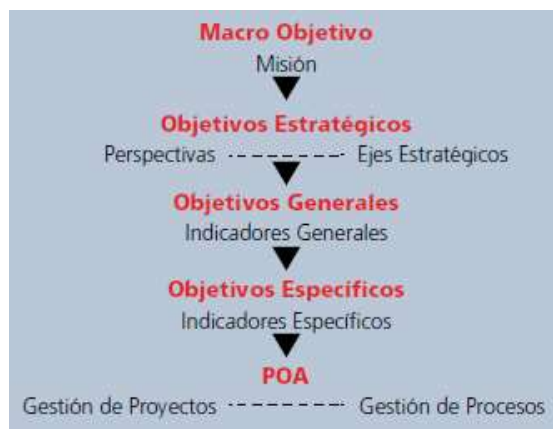 Macro Objetivo
Misión
Objetivos Estratégicos
Perspectivas - - - - - - - - - - Ejes Estratégicos
Objetivos Generales
Indicadores Generales
Objetivos Específicos
Indicadores Específicos
POA
Gestión de Proyectos - - - - - - - - - - Gestión de Procesos